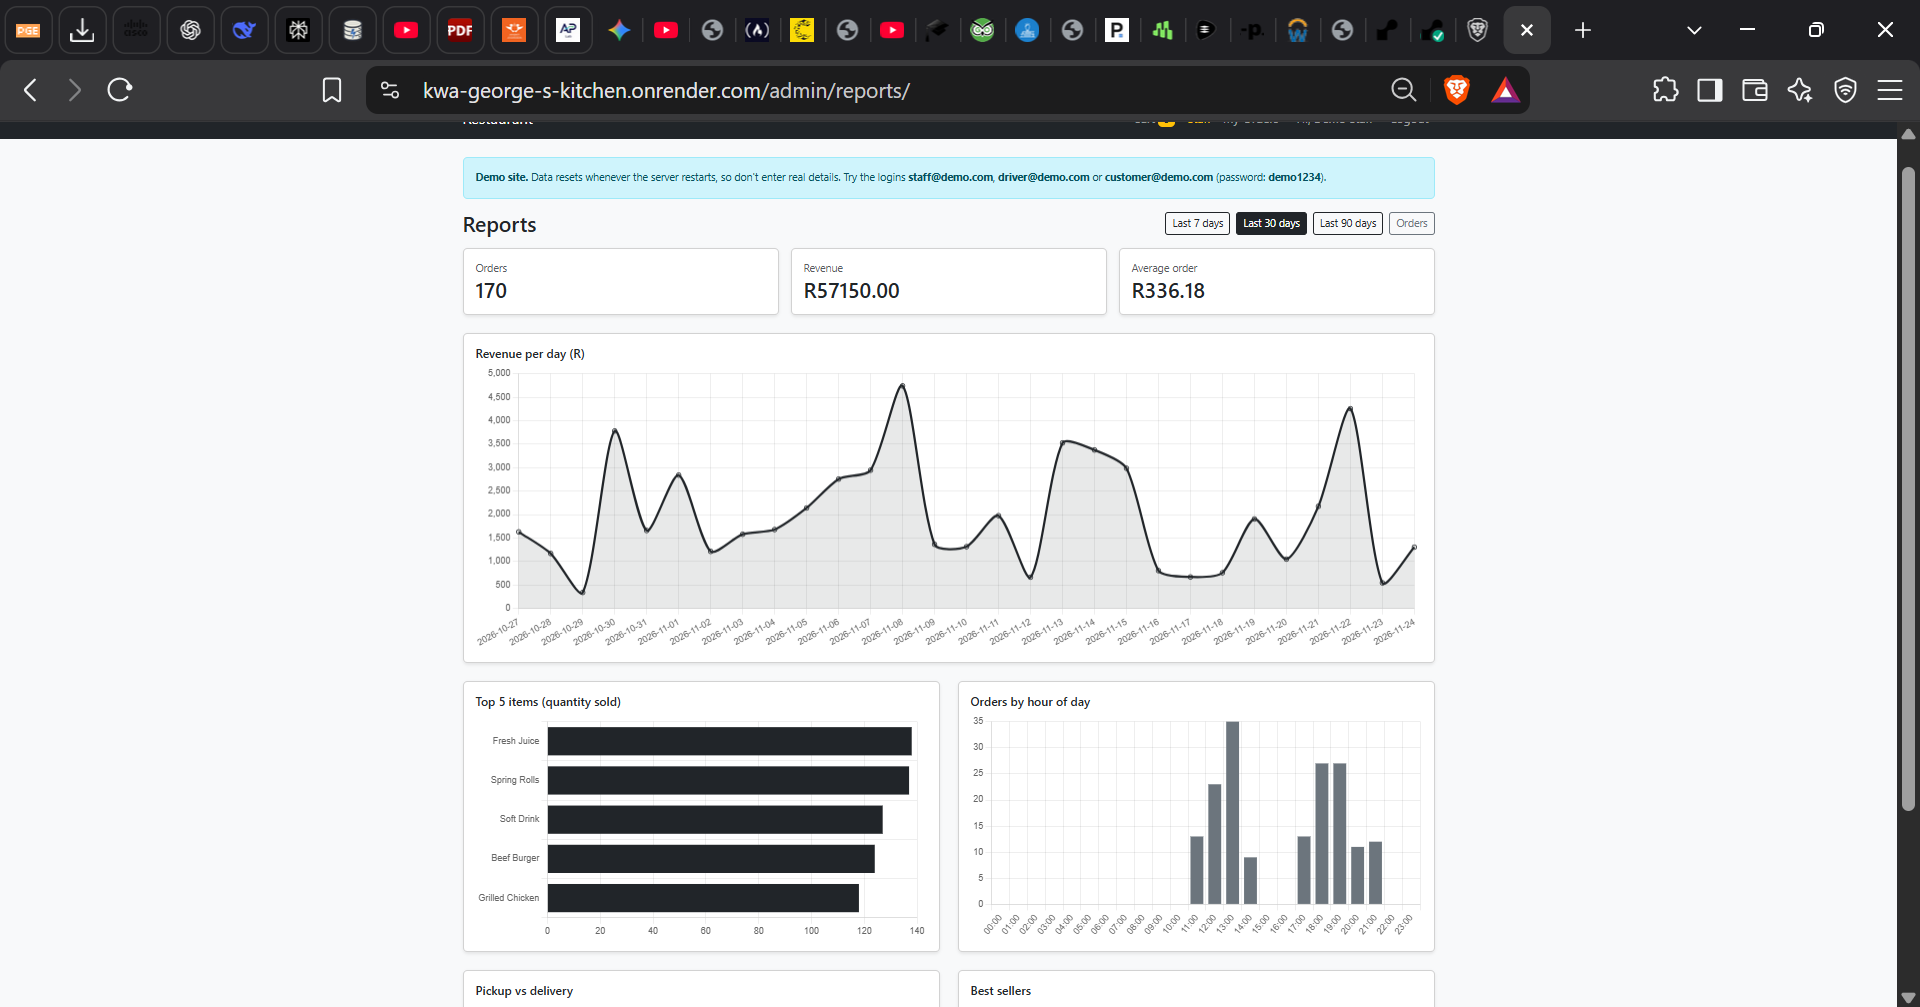 PGE
PDF
AP
kwa-george-s-kitchen.onrender.com/admin/reports/
Demo site. Data resets whenever the server restarts, so don't enter real details. Try the logins staff@demo.com, driver@demo.com or customer@demo.com (password: demo1234).
Reports
Last 7 days
Last 30 days
Last 90 days
Orders
Orders
170
Revenue
R57150.00
Average order
R336.18
Revenue per day (R)
5,000
4,500
4,000
3,500
3,000
2,500
2,000
1,500
1,000
500
0
2026-10-27
2026-10-28
2026-10-29
2026-10-30
2026-10-31
2026-11-01
2026-11-02
2026-11-03
2026-11-04
2026-11-05
2026-11-06
2026-11-07
2026-11-08
2026-11-09
2026-11-10
2026-11-11
2026-11-12
2026-11-13
2026-11-14
2026-11-15
2026-11-16
2026-11-17
2026-11-18
2026-11-19
2026-11-20
2026-11-21
2026-11-22
2026-11-23
2026-11-24
Top 5 items (quantity sold)
Fresh Juice
Spring Rolls
Soft Drink
Beef Burger
Grilled Chicken
0 20 40 60 80 100 120 140
Orders by hour of day
35
30
25
20
15
10
5
0
00:00
01:00
02:00
03:00
04:00
05:00
06:00
07:00
08:00
09:00
10:00
11:00
12:00
13:00
14:00
15:00
16:00
17:00
18:00
19:00
20:00
21:00
22:00
23:00
Pickup vs delivery
Best sellers